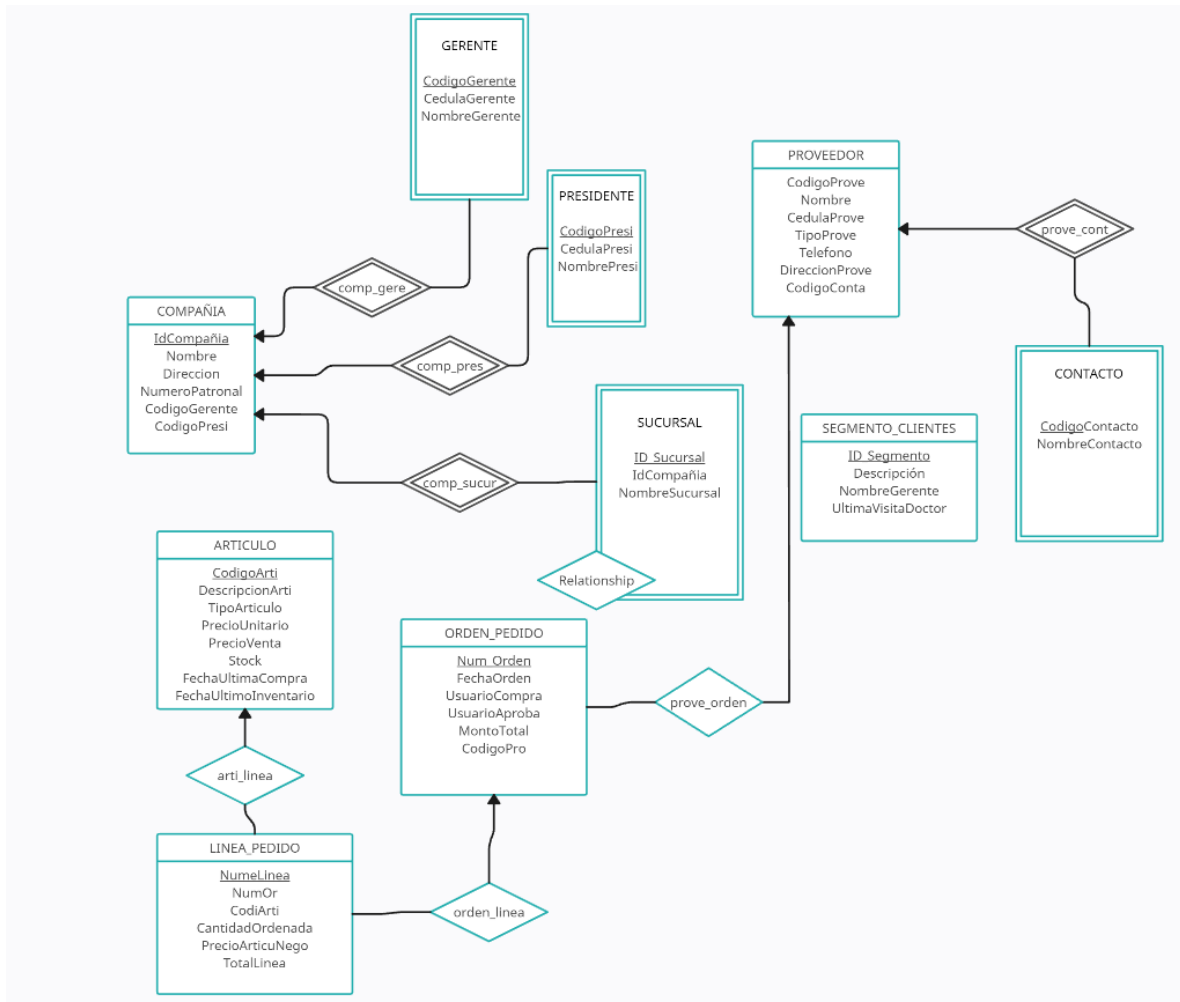 GERENTE
CodigoGerente
CedulaGerente
NombreGerente
PRESIDENTE
CodigoPresi
CedulaPresi
NombrePresi
PROVEEDOR
CodigoProve
Nombre
CedulaProve
TipoProve
Telefono
DireccionProve
CodigoConta
prove_cont
comp_gere
COMPAÑIA
IdCompañia
Nombre
Direccion
NumeroPatronal
CodigoGerente
CodigoPresi
comp_pres
CONTACTO
CodigoContacto
NombreContacto
SUCURSAL
ID_Sucursal
IdCompañia
NombreSucursal
SEGMENTO_CLIENTES
ID_Segmento
Descripción
NombreGerente
UltimaVisitaDoctor
comp_sucur
ARTICULO
CodigoArti
DescripcionArti
TipoArticulo
PrecioUnitario
PrecioVenta
Stock
FechaUltimaCompra
FechaUltimoInventario
Relationship
ORDEN_PEDIDO
Num_Orden
FechaOrden
UsuarioCompra
UsuarioAproba
MontoTotal
CodigoPro
prove_orden
arti_linea
LINEA_PEDIDO
NumeLinea
NumOr
CodiArti
CantidadOrdenada
PrecioArticuNego
TotalLinea
orden_linea